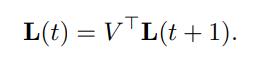 𝐋(t) = V⊤𝐋(t + 1).